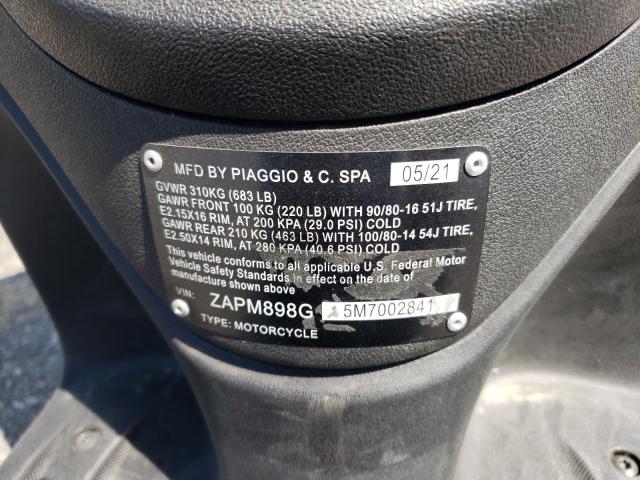 MFD BY PIAGGIO & C. SPA 05/21
GVWR 310KG (683 LB)
GAWR FRONT 100 KG (220 LB) WITH 90/80-16 51J TIRE,
E2.15X16 RIM, AT 200 KPA (29.0 PSI) COLD
GAWR REAR 210 KG (463 LB) WITH 100/80-14 54J TIRE,
E2.50X14 RIM, AT 280 KPA (40.6 PSI) COLD
This vehicle conforms to all applicable U.S. Federal Motor
Vehicle Safety Standards in effect on the date of
manufacture shown above
VIN: ZAPM898G 5M7002841
TYPE: MOTORCYCLE